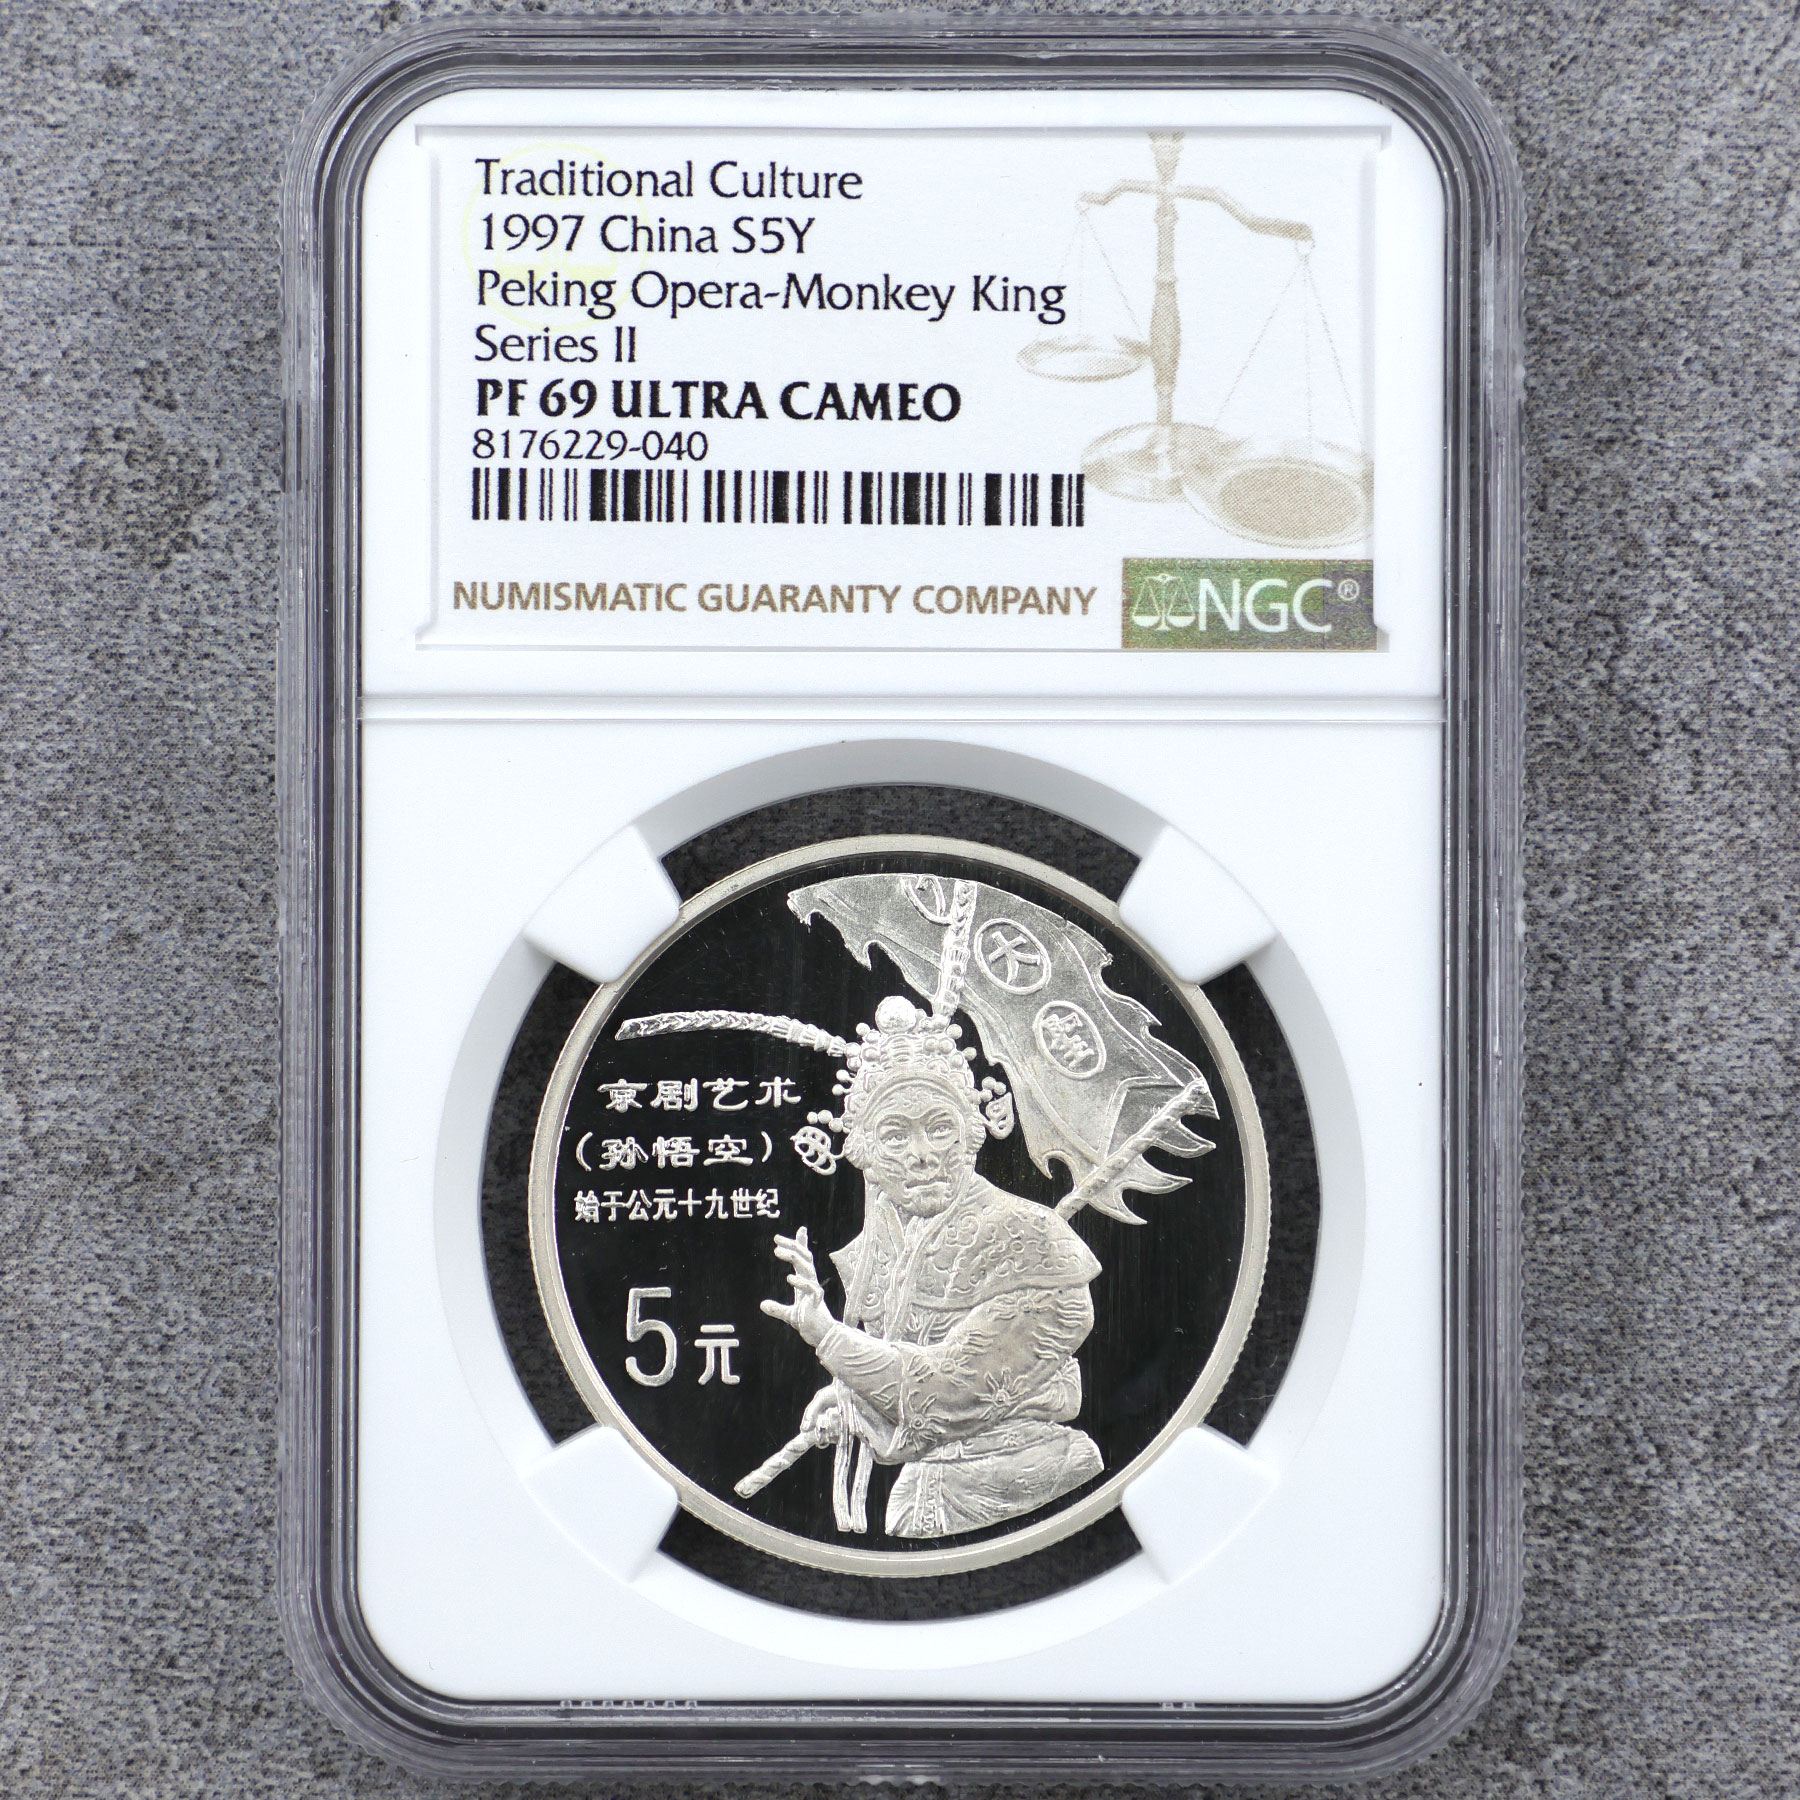 Traditional Culture
1997 China S5Y
Peking Opera-Monkey King
Series II
PF 69 ULTRA CAMEO
8176229-040
NUMISMATIC GUARANTY COMPANY
NGC®
大
京剧艺术
(孙悟空)
始于公元十九世纪
5元